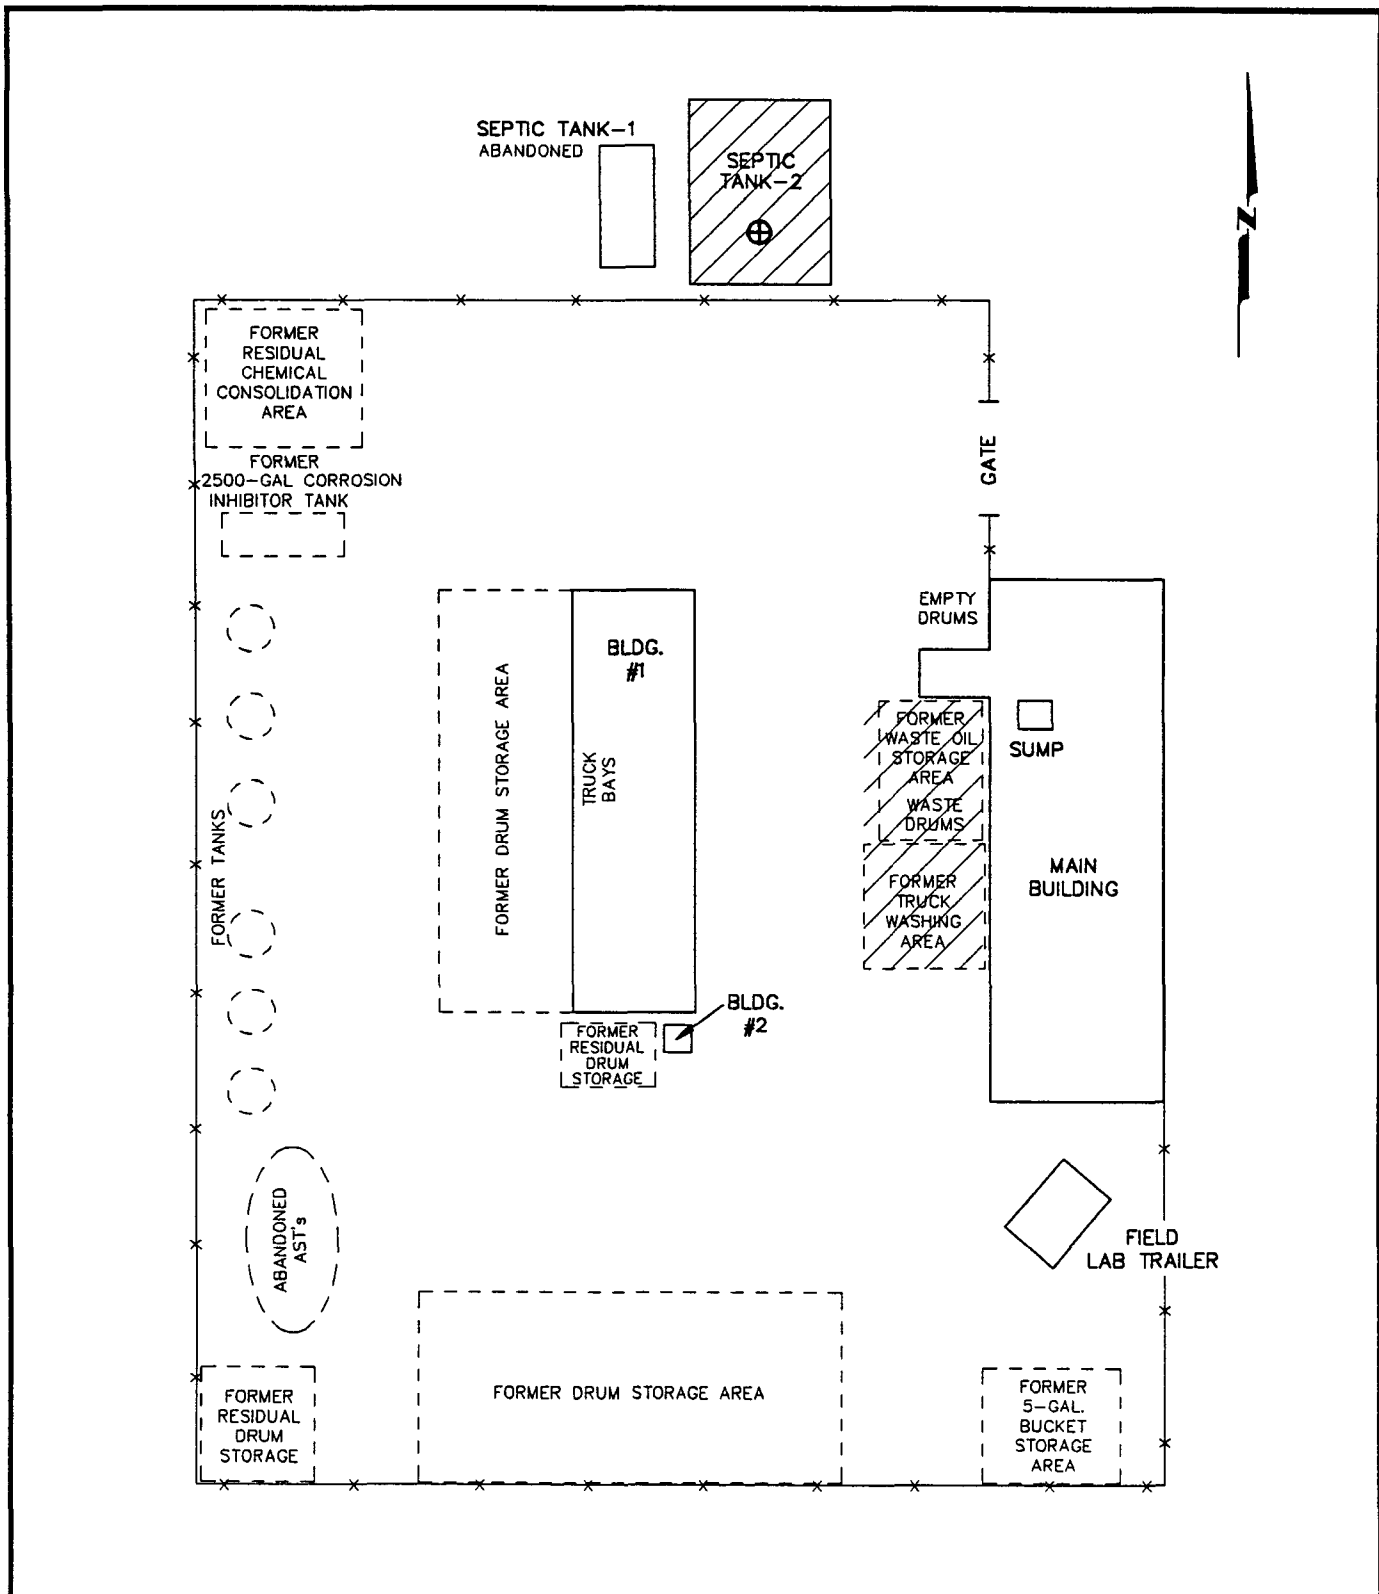 SEPTIC TANK-1
ABANDONED
SEPTIC
TANK-2
N
FORMER
RESIDUAL
CHEMICAL
CONSOLIDATION
AREA
FORMER
2500-GAL CORROSION
INHIBITOR TANK
GATE
EMPTY
DRUMS
BLDG.
#1
FORMER DRUM STORAGE AREA
TRUCK
BAYS
FORMER
WASTE OIL
STORAGE
AREA
WASTE
DRUMS
SUMP
FORMER TANKS
MAIN
BUILDING
FORMER
TRUCK
WASHING
AREA
BLDG.
#2
FORMER
RESIDUAL
DRUM
STORAGE
ABANDONED
AST's
FIELD
LAB TRAILER
FORMER
RESIDUAL
DRUM
STORAGE
FORMER DRUM STORAGE AREA
FORMER
5-GAL.
BUCKET
STORAGE
AREA